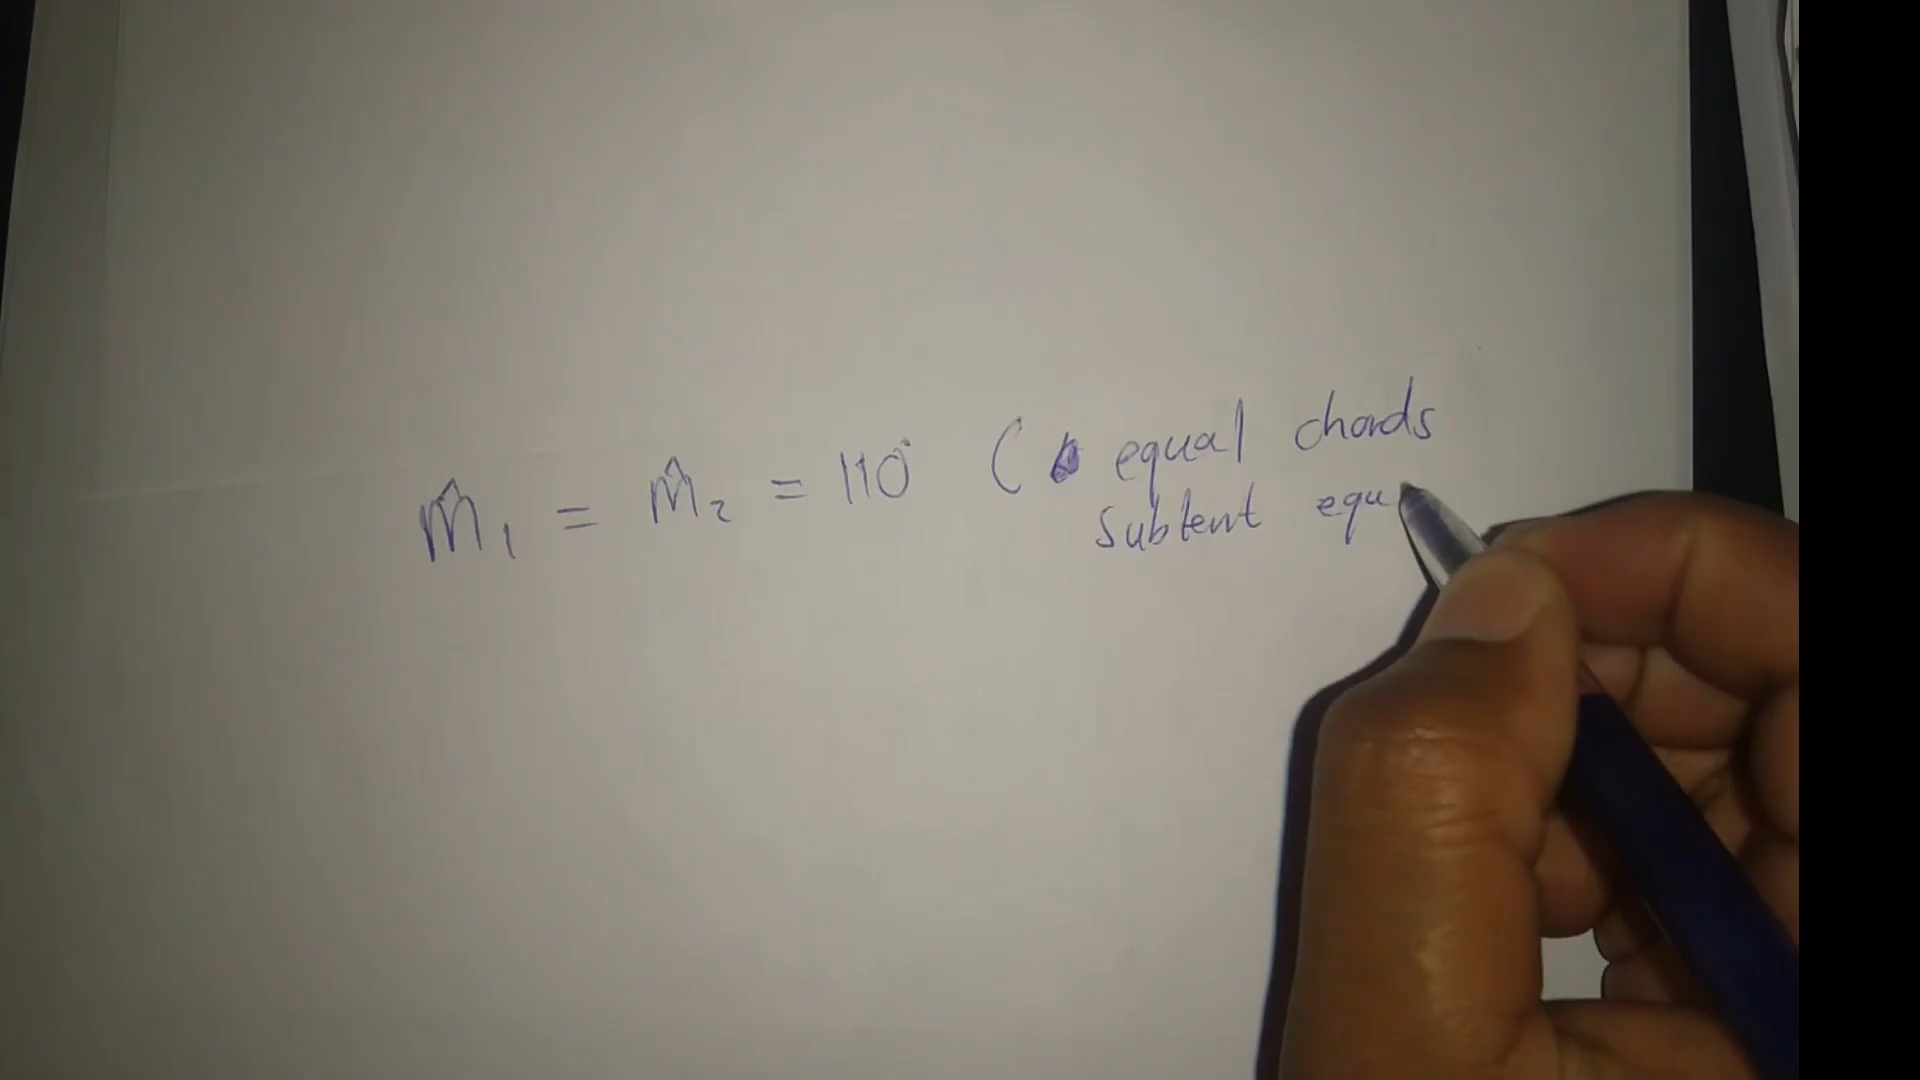 M̂₁ = M̂₂ = 110° ( equal chords
subtent equ